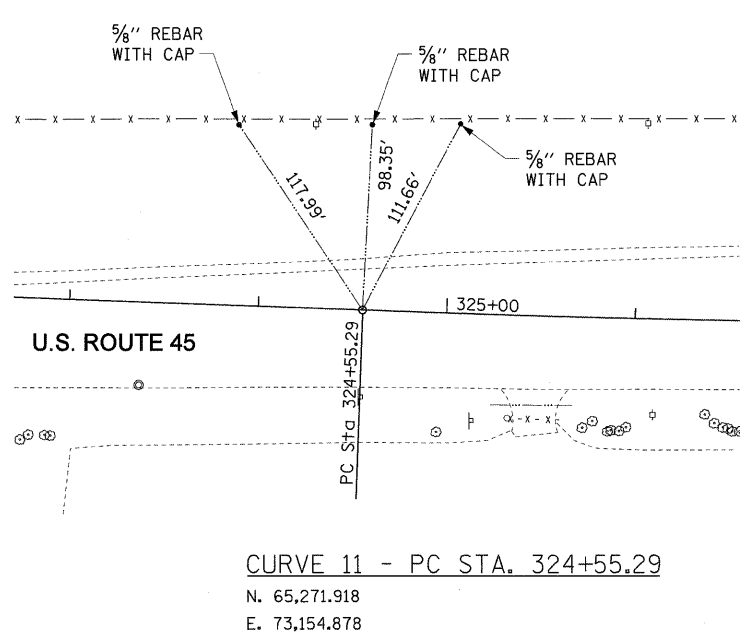 ⅝" REBAR
WITH CAP
⅝" REBAR
WITH CAP
x x x x x x x x x x x x x x x x x x x x
⅝" REBAR
WITH CAP
117.99'
98.35'
111.66'
325+00
U.S. ROUTE 45
PC Sta 324+55.29
x-x-x
CURVE 11 - PC STA. 324+55.29
N. 65,271.918
E. 73,154.878